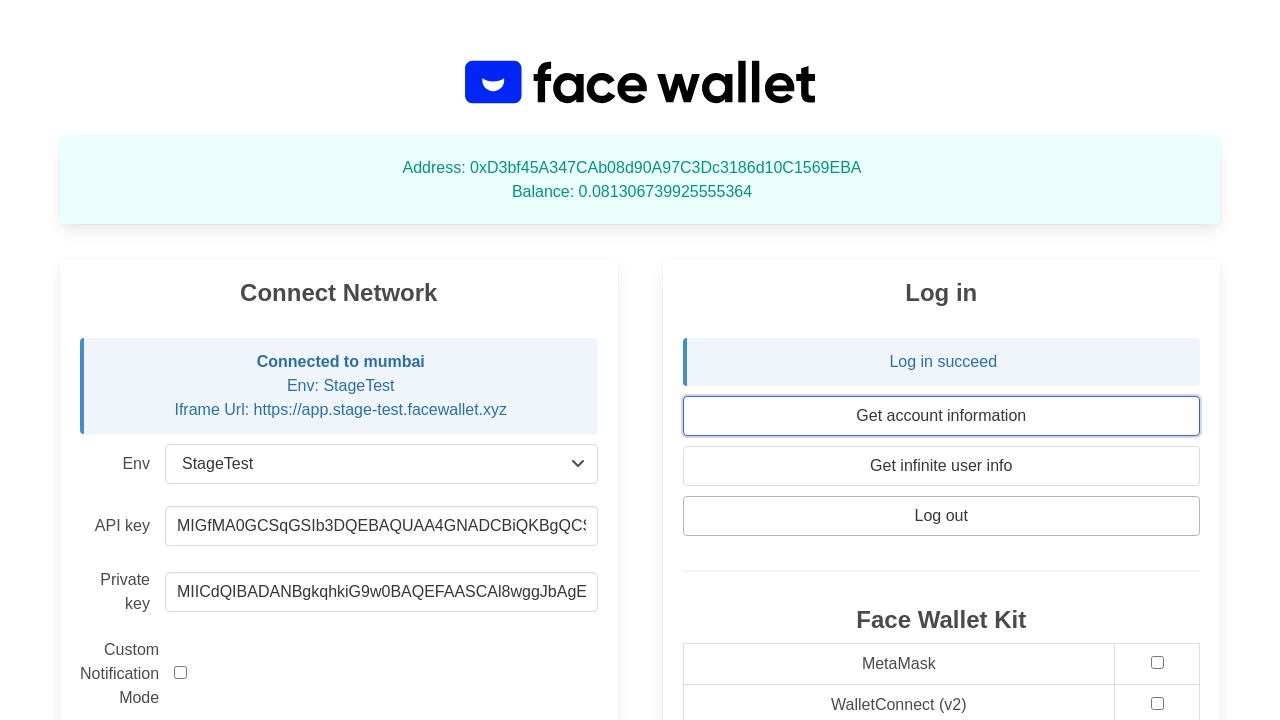 face wallet
Address: 0xD3bf45A347CAb08d90A97C3Dc3186d10C1569EBA
Balance: 0.081306739925555364
Connect Network
Connected to mumbai
Env: StageTest
Iframe Url: https://app.stage-test.facewallet.xyz
Env
StageTest
API key
MIGfMA0GCSqGSIb3DQEBAQUAA4GNADCBiQKBgQCS
Private
key
MIICdQIBADANBgkqhkiG9w0BAQEFAASCAl8wggJbAgE
Custom
Notification
Mode
Log in
Log in succeed
Get account information
Get infinite user info
Log out
Face Wallet Kit
MetaMask
WalletConnect (v2)